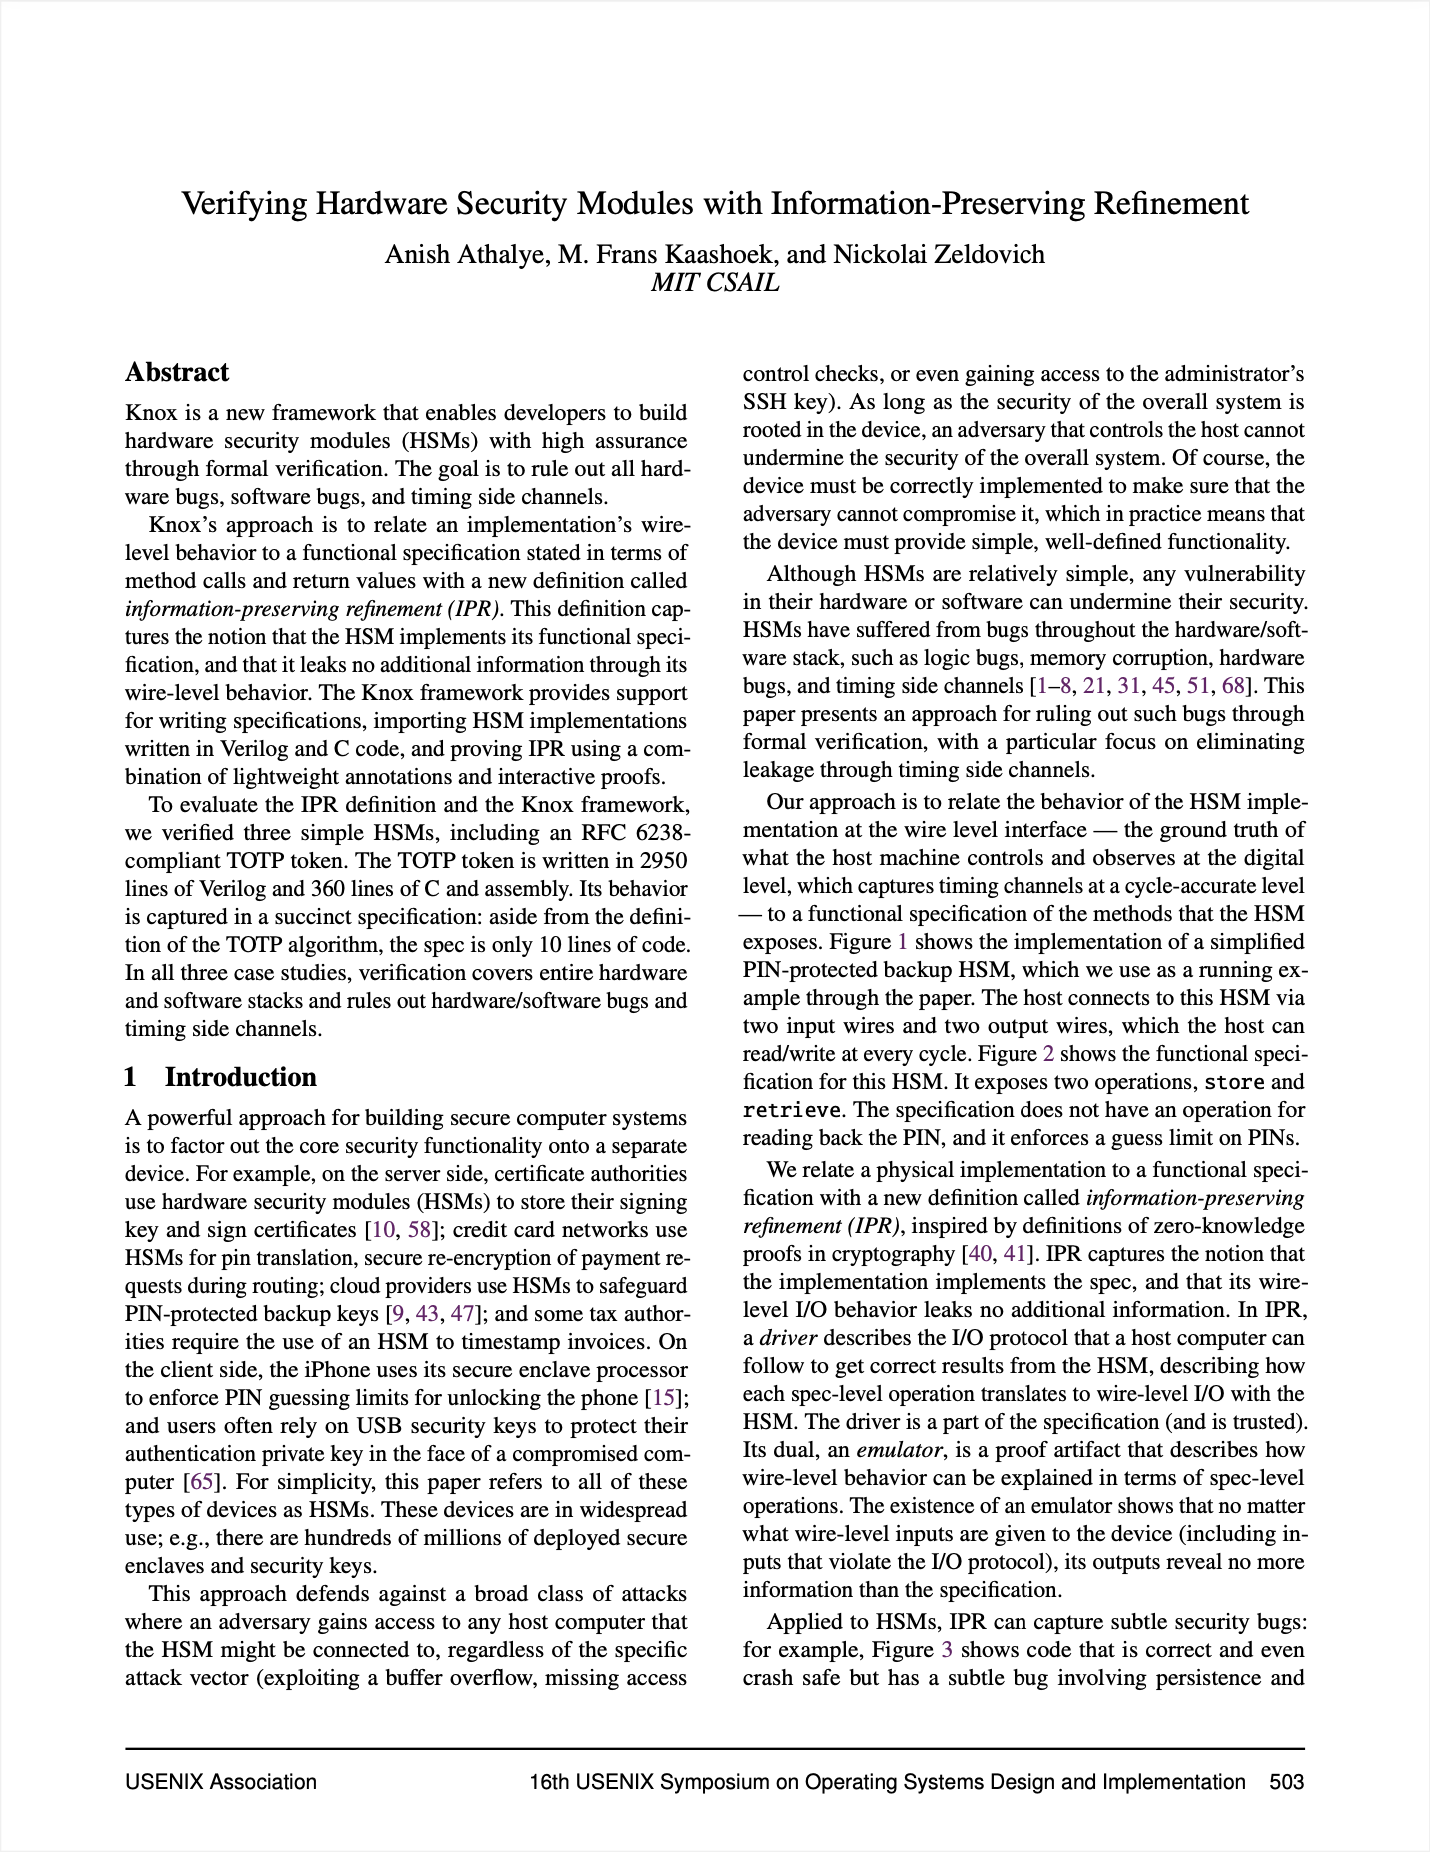 Verifying Hardware Security Modules with Information-Preserving Refinement
Anish Athalye, M. Frans Kaashoek, and Nickolai Zeldovich
MIT CSAIL
Abstract
Knox is a new framework that enables developers to build
hardware security modules (HSMs) with high assurance
through formal verification. The goal is to rule out all hard-
ware bugs, software bugs, and timing side channels.
Knox's approach is to relate an implementation's wire-
level behavior to a functional specification stated in terms of
method calls and return values with a new definition called
information-preserving refinement (IPR). This definition cap-
tures the notion that the HSM implements its functional speci-
fication, and that it leaks no additional information through its
wire-level behavior. The Knox framework provides support
for writing specifications, importing HSM implementations
written in Verilog and C code, and proving IPR using a com-
bination of lightweight annotations and interactive proofs.
To evaluate the IPR definition and the Knox framework,
we verified three simple HSMs, including an RFC 6238-
compliant TOTP token. The TOTP token is written in 2950
lines of Verilog and 360 lines of C and assembly. Its behavior
is captured in a succinct specification: aside from the defini-
tion of the TOTP algorithm, the spec is only 10 lines of code.
In all three case studies, verification covers entire hardware
and software stacks and rules out hardware/software bugs and
timing side channels.
1 Introduction
A powerful approach for building secure computer systems
is to factor out the core security functionality onto a separate
device. For example, on the server side, certificate authorities
use hardware security modules (HSMs) to store their signing
key and sign certificates [10, 58]; credit card networks use
HSMs for pin translation, secure re-encryption of payment re-
quests during routing; cloud providers use HSMs to safeguard
PIN-protected backup keys [9, 43, 47]; and some tax author-
ities require the use of an HSM to timestamp invoices. On
the client side, the iPhone uses its secure enclave processor
to enforce PIN guessing limits for unlocking the phone [15];
and users often rely on USB security keys to protect their
authentication private key in the face of a compromised com-
puter [65]. For simplicity, this paper refers to all of these
types of devices as HSMs. These devices are in widespread
use; e.g., there are hundreds of millions of deployed secure
enclaves and security keys.
This approach defends against a broad class of attacks
where an adversary gains access to any host computer that
the HSM might be connected to, regardless of the specific
attack vector (exploiting a buffer overflow, missing access
control checks, or even gaining access to the administrator's
SSH key). As long as the security of the overall system is
rooted in the device, an adversary that controls the host cannot
undermine the security of the overall system. Of course, the
device must be correctly implemented to make sure that the
adversary cannot compromise it, which in practice means that
the device must provide simple, well-defined functionality.
Although HSMs are relatively simple, any vulnerability
in their hardware or software can undermine their security.
HSMs have suffered from bugs throughout the hardware/soft-
ware stack, such as logic bugs, memory corruption, hardware
bugs, and timing side channels [1–8, 21, 31, 45, 51, 68]. This
paper presents an approach for ruling out such bugs through
formal verification, with a particular focus on eliminating
leakage through timing side channels.
Our approach is to relate the behavior of the HSM imple-
mentation at the wire level interface — the ground truth of
what the host machine controls and observes at the digital
level, which captures timing channels at a cycle-accurate level
— to a functional specification of the methods that the HSM
exposes. Figure 1 shows the implementation of a simplified
PIN-protected backup HSM, which we use as a running ex-
ample through the paper. The host connects to this HSM via
two input wires and two output wires, which the host can
read/write at every cycle. Figure 2 shows the functional speci-
fication for this HSM. It exposes two operations, store and
retrieve. The specification does not have an operation for
reading back the PIN, and it enforces a guess limit on PINs.
We relate a physical implementation to a functional speci-
fication with a new definition called information-preserving
refinement (IPR), inspired by definitions of zero-knowledge
proofs in cryptography [40, 41]. IPR captures the notion that
the implementation implements the spec, and that its wire-
level I/O behavior leaks no additional information. In IPR,
a driver describes the I/O protocol that a host computer can
follow to get correct results from the HSM, describing how
each spec-level operation translates to wire-level I/O with the
HSM. The driver is a part of the specification (and is trusted).
Its dual, an emulator, is a proof artifact that describes how
wire-level behavior can be explained in terms of spec-level
operations. The existence of an emulator shows that no matter
what wire-level inputs are given to the device (including in-
puts that violate the I/O protocol), its outputs reveal no more
information than the specification.
Applied to HSMs, IPR can capture subtle security bugs:
for example, Figure 3 shows code that is correct and even
crash safe but has a subtle bug involving persistence and
USENIX Association
16th USENIX Symposium on Operating Systems Design and Implementation 503